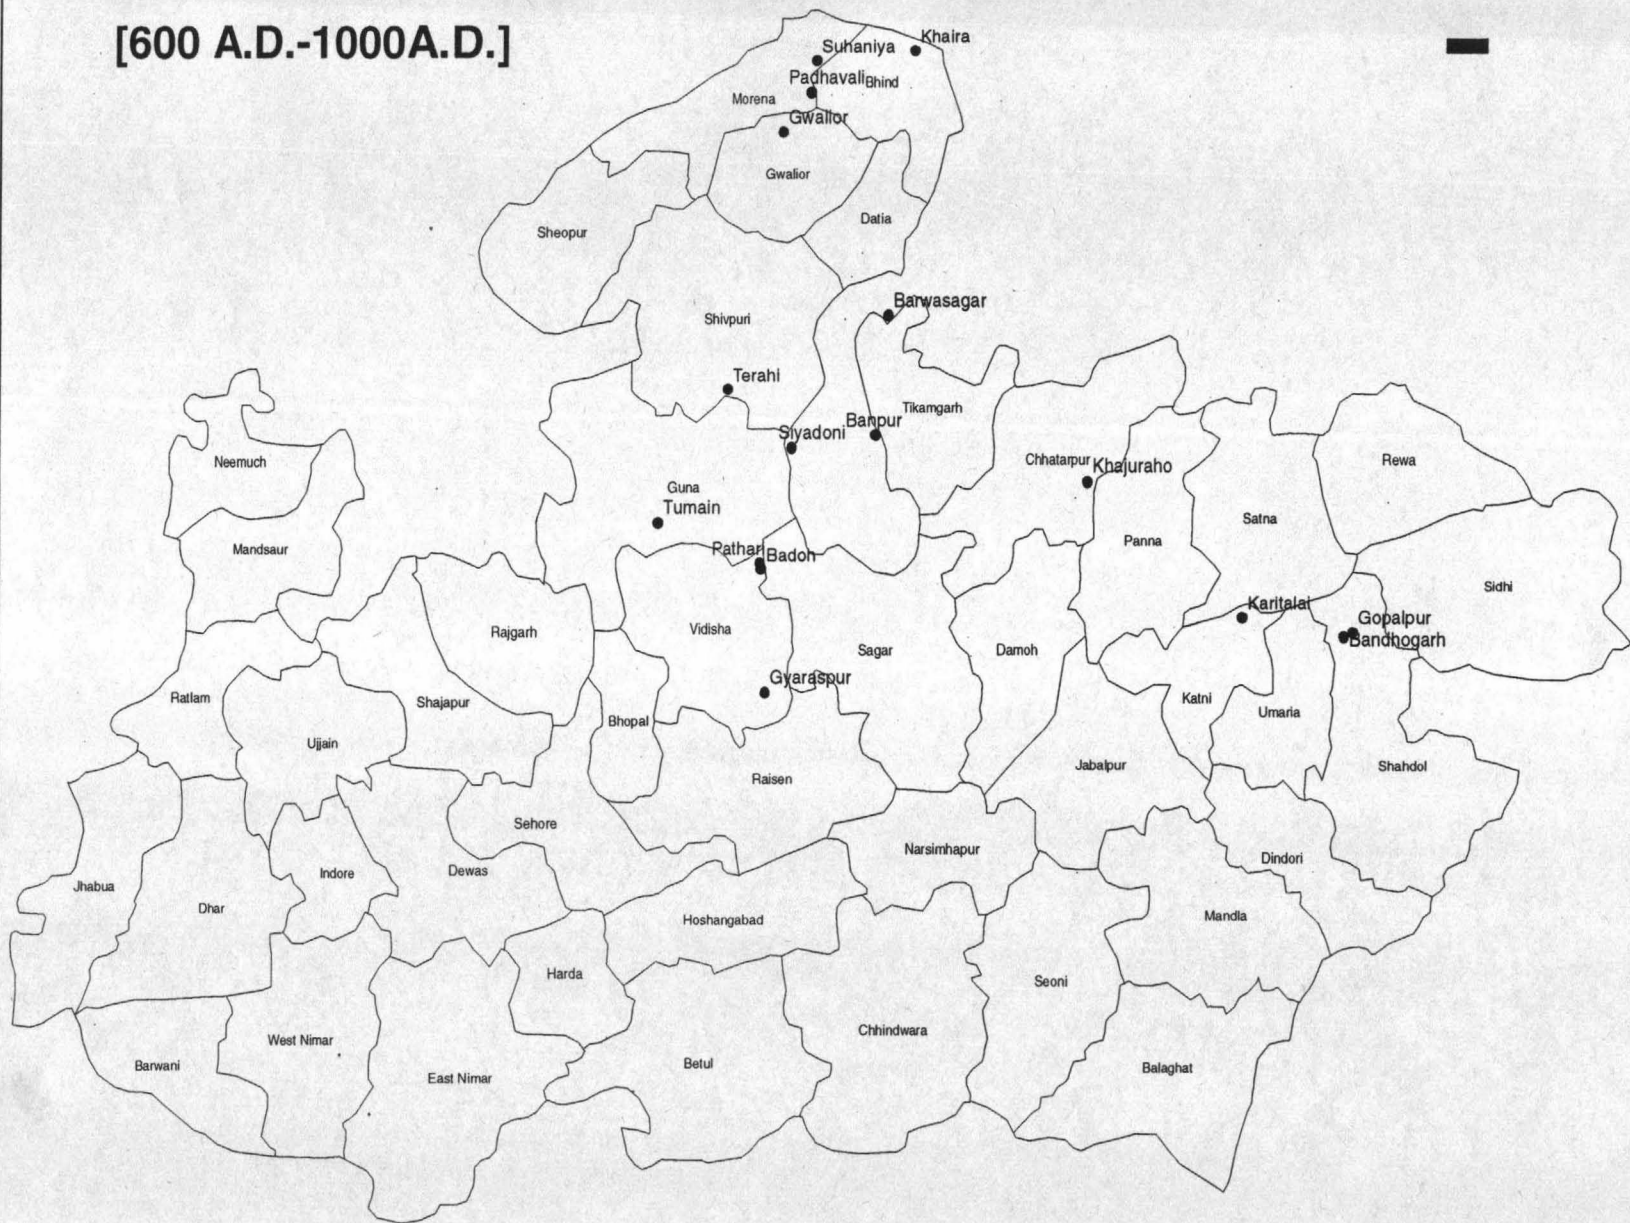 [600 A.D.-1000A.D.]
Khaira
Suhaniya
Padhavali
Bhind
Morena
Gwalior
Gwalior
Datia
Sheopur
Barwasagar
Shivpuri
Terahi
Tikamgarh
Banpur
Siyadoni
Chhatarpur
Khajuraho
Rewa
Neemuch
Guna
Tumain
Satna
Panna
Mandsaur
Pathari
Badoh
Sidhi
Karitalai
Gopalpur
Bandhogarh
Rajgarh
Vidisha
Sagar
Damoh
Gyaraspur
Ratlam
Shajapur
Katni
Umaria
Bhopal
Ujjain
Raisen
Jabalpur
Shahdol
Sehore
Narsimhapur
Dindori
Jhabua
Indore
Dewas
Dhar
Hoshangabad
Mandla
Harda
Seoni
Chhindwara
West Nimar
Barwani
East Nimar
Betul
Balaghat